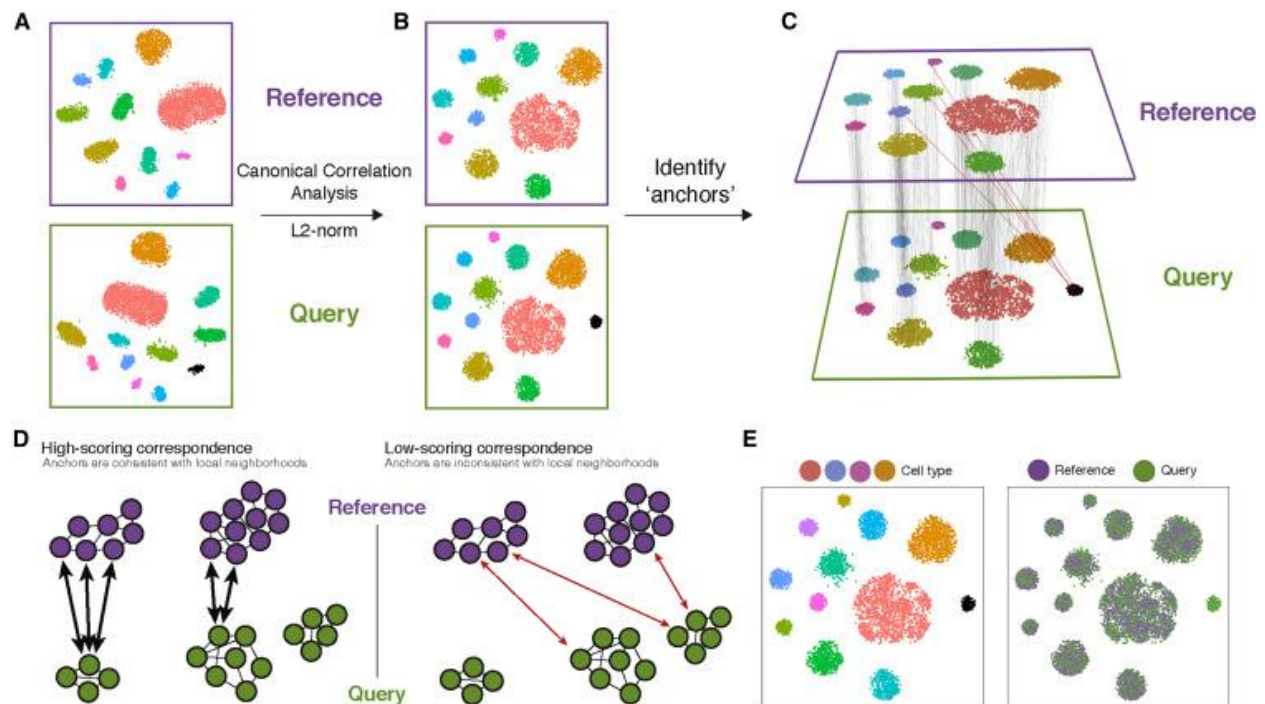 A
Reference
Query
Canonical Correlation
Analysis
L2-norm
B
Identify
'anchors'
C
Reference
Query
D
High-scoring correspondence
Anchors are consistent with local neighborhoods
Low-scoring correspondence
Anchors are inconsistent with local neighborhoods
Reference
Query
E
Cell type
Reference
Query